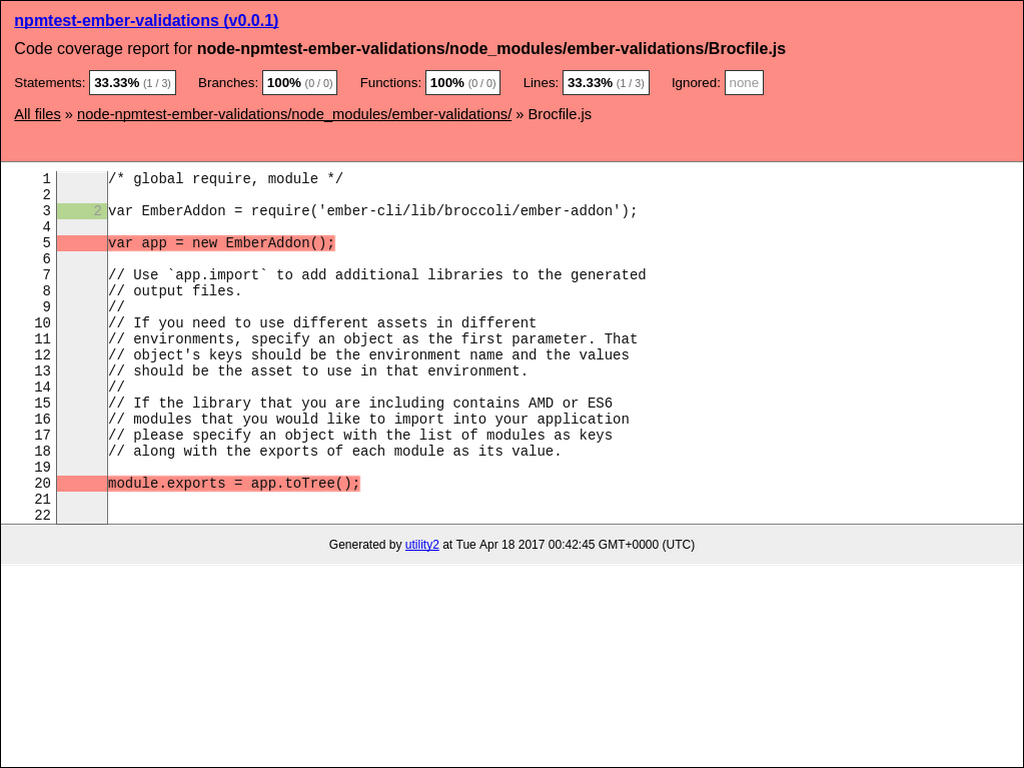 npmtest-ember-validations (v0.0.1)
Code coverage report for node-npmtest-ember-validations/node_modules/ember-validations/Brocfile.js
Statements: 33.33% (1 / 3) Branches: 100% (0 / 0) Functions: 100% (0 / 0) Lines: 33.33% (1 / 3) Ignored: none
All files » node-npmtest-ember-validations/node_modules/ember-validations/ » Brocfile.js
1 /* global require, module */
2
3 2 var EmberAddon = require('ember-cli/lib/broccoli/ember-addon');
4
5 var app = new EmberAddon();
6
7 // Use `app.import` to add additional libraries to the generated
8 // output files.
9 //
10 // If you need to use different assets in different
11 // environments, specify an object as the first parameter. That
12 // object's keys should be the environment name and the values
13 // should be the asset to use in that environment.
14 //
15 // If the library that you are including contains AMD or ES6
16 // modules that you would like to import into your application
17 // please specify an object with the list of modules as keys
18 // along with the exports of each module as its value.
19
20 module.exports = app.toTree();
21
22
Generated by utility2 at Tue Apr 18 2017 00:42:45 GMT+0000 (UTC)